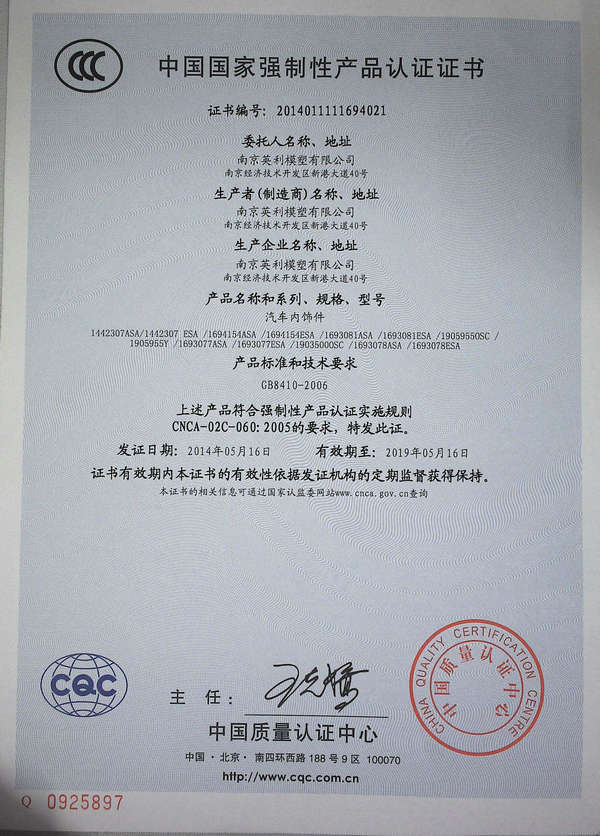 CCC
中国国家强制性产品认证证书
证书编号：2014011111694021
委托人名称、地址
南京英利模塑有限公司
南京经济技术开发区新港大道40号
生产者(制造商)名称、地址
南京英利模塑有限公司
南京经济技术开发区新港大道40号
生产企业名称、地址
南京英利模塑有限公司
南京经济技术开发区新港大道40号
产品名称和系列、规格、型号
汽车内饰件
1442307ASA/1442307 ESA /1694154ASA /1694154ESA /1693081ASA /1693081ESA /19059550SC /
1905955Y /1693077ASA /1693077ESA /19035000SC /1693078ASA /1693078ESA
产品标准和技术要求
GB8410-2006
上述产品符合强制性产品认证实施规则
CNCA-02C-060:2005的要求，特发此证。
发证日期：2014年05月16日 有效期至：2019年05月16日
证书有效期内本证书的有效性依据发证机构的定期监督获得保持。
本证书的相关信息可通过国家认监委网站www.cnca.gov.cn查询
CHINA QUALITY CERTIFICATION CENTRE
中国质量认证中心
CQC
主 任：
中国质量认证中心
中国·北京·南四环西路 188 号 9 区 100070
http://www.cqc.com.cn
Q 0925897